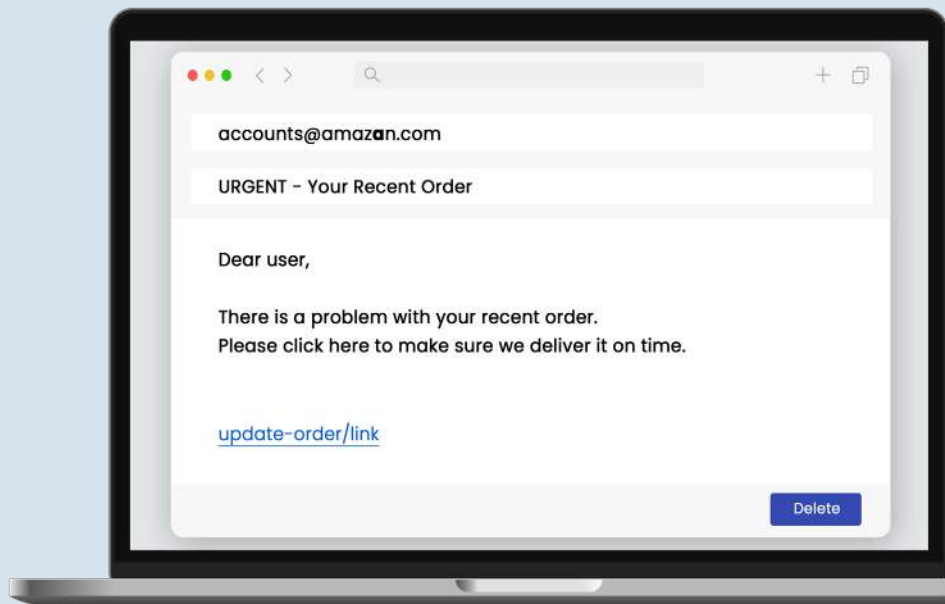 accounts@amazan.com
URGENT - Your Recent Order
Dear user,
There is a problem with your recent order.
Please click here to make sure we deliver it on time.
update-order/link
Delete